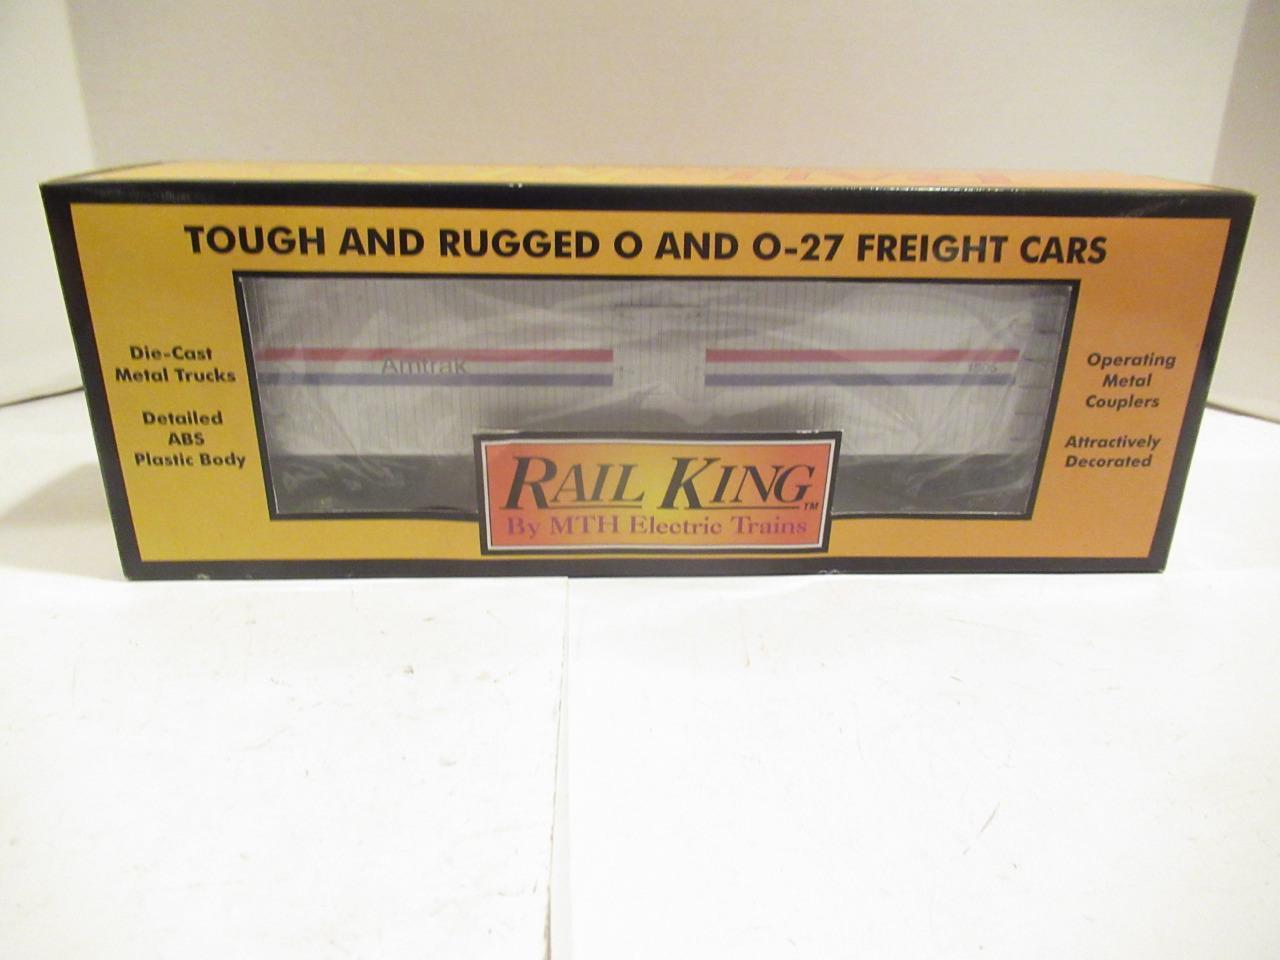 TOUGH AND RUGGED O AND O-27 FREIGHT CARS
Die-Cast
Metal Trucks
Detailed
ABS
Plastic Body
Amtrak
Operating
Metal
Couplers
Attractively
Decorated
RAIL KING™
By MTH Electric Trains